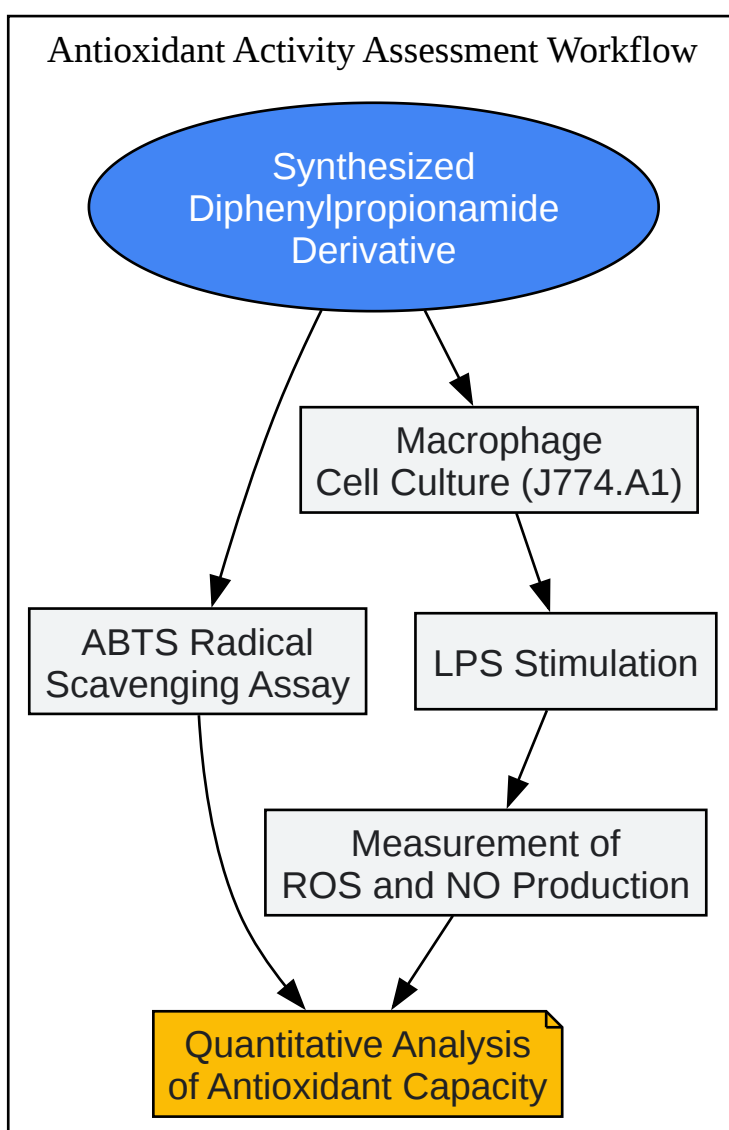 Antioxidant Activity Assessment Workflow
Synthesized
Diphenylpropionamide
Derivative
Macrophage
Cell Culture (J774.A1)
ABTS Radical
Scavenging Assay
LPS Stimulation
Measurement of
ROS and NO Production
Quantitative Analysis
of Antioxidant Capacity